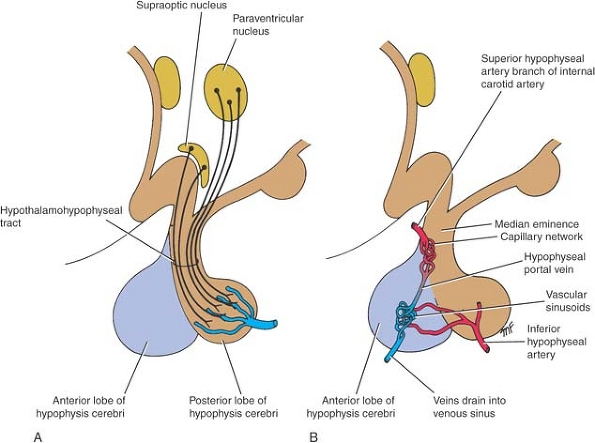 Supraoptic nucleus
Paraventricular
nucleus
Hypothalamohypophyseal
tract
Anterior lobe of
hypophysis cerebri
Posterior lobe of
hypophysis cerebri
A
Superior hypophyseal
artery branch of internal
carotid artery
Median eminence
Capillary network
Hypophyseal
portal vein
Vascular
sinusoids
Inferior
hypophyseal
artery
Anterior lobe of
hypophysis cerebri
Veins drain into
venous sinus
B